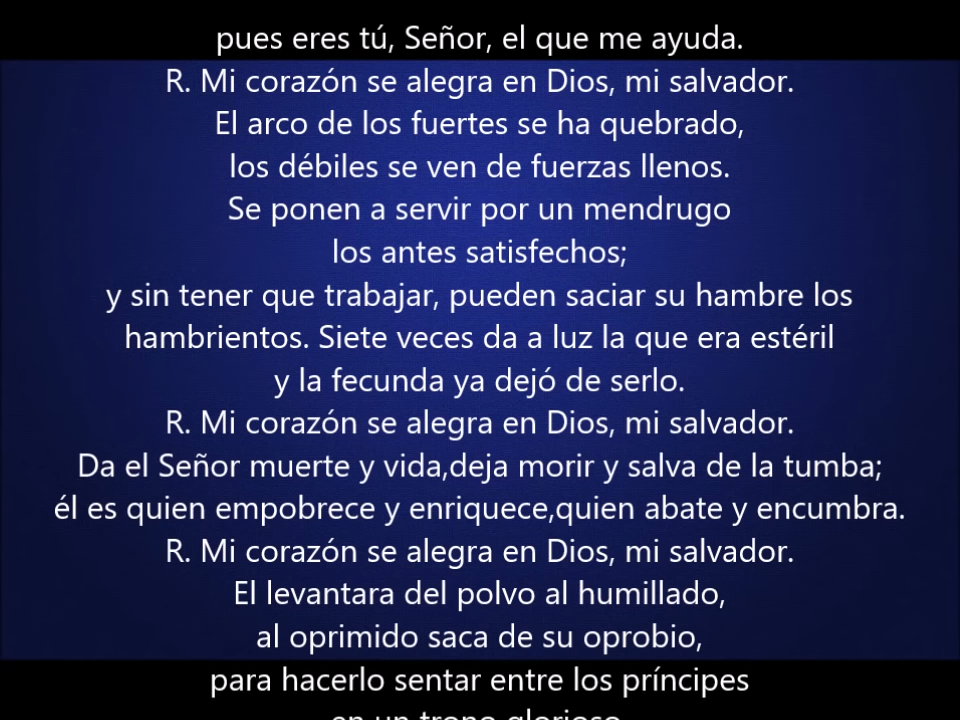 pues eres tú, Señor, el que me ayuda.
R. Mi corazón se alegra en Dios, mi salvador.
El arco de los fuertes se ha quebrado,
los débiles se ven de fuerzas llenos.
Se ponen a servir por un mendrugo
los antes satisfechos;
y sin tener que trabajar, pueden saciar su hambre los
hambrientos. Siete veces da a luz la que era estéril
y la fecunda ya dejó de serlo.
R. Mi corazón se alegra en Dios, mi salvador.
Da el Señor muerte y vida,deja morir y salva de la tumba;
él es quien empobrece y enriquece,quien abate y encumbra.
R. Mi corazón se alegra en Dios, mi salvador.
El levantara del polvo al humillado,
al oprimido saca de su oprobio,
para hacerlo sentar entre los príncipes
en un trono glorioso